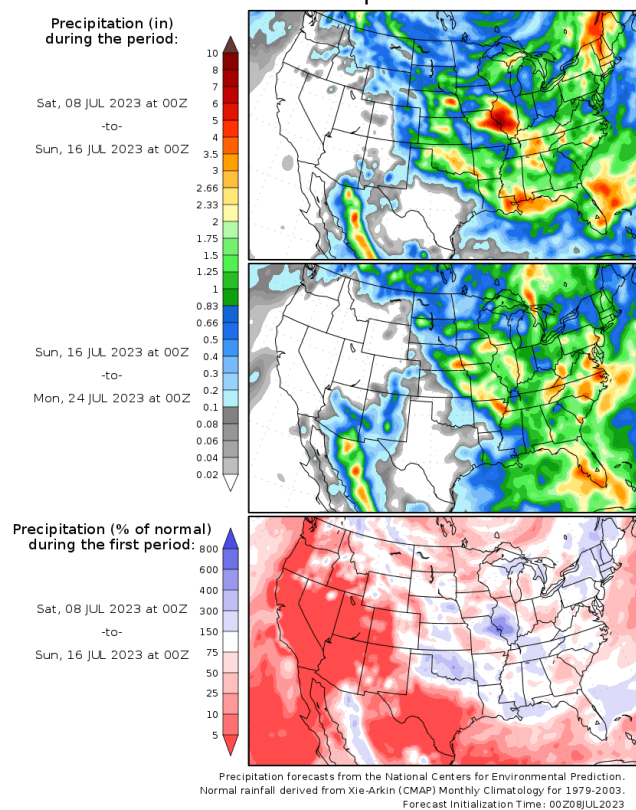 Precipitation (in)
during the period:
10
8
7
6
5
4
3.5
3
2.66
2.33
2
1.75
1.5
1.25
1
0.83
0.66
0.5
0.4
0.3
0.2
0.1
0.08
0.06
0.04
0.02
Sat, 08 JUL 2023 at 00Z
-to-
Sun, 16 JUL 2023 at 00Z
Sun, 16 JUL 2023 at 00Z
-to-
Mon, 24 JUL 2023 at 00Z
Precipitation (% of normal)
during the first period:
800
600
400
300
150
75
50
25
10
5
Sat, 08 JUL 2023 at 00Z
-to-
Sun, 16 JUL 2023 at 00Z
Precipitation forecasts from the National Centers for Environmental Prediction.
Normal rainfall derived from Xie-Arkin (CMAP) Monthly Climatology for 1979-2003.
Forecast Initialization Time: 00Z08JUL2023